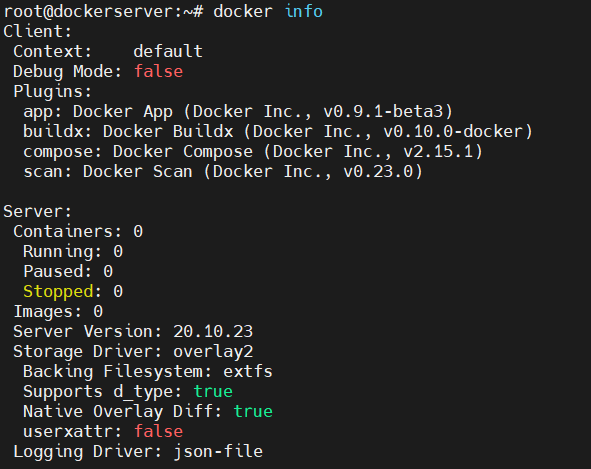 root@dockerserver:~# docker info
Client:
 Context:    default
 Debug Mode: false
 Plugins:
  app: Docker App (Docker Inc., v0.9.1-beta3)
  buildx: Docker Buildx (Docker Inc., v0.10.0-docker)
  compose: Docker Compose (Docker Inc., v2.15.1)
  scan: Docker Scan (Docker Inc., v0.23.0)

Server:
 Containers: 0
  Running: 0
  Paused: 0
  Stopped: 0
 Images: 0
 Server Version: 20.10.23
 Storage Driver: overlay2
  Backing Filesystem: extfs
  Supports d_type: true
  Native Overlay Diff: true
  userxattr: false
 Logging Driver: json-file